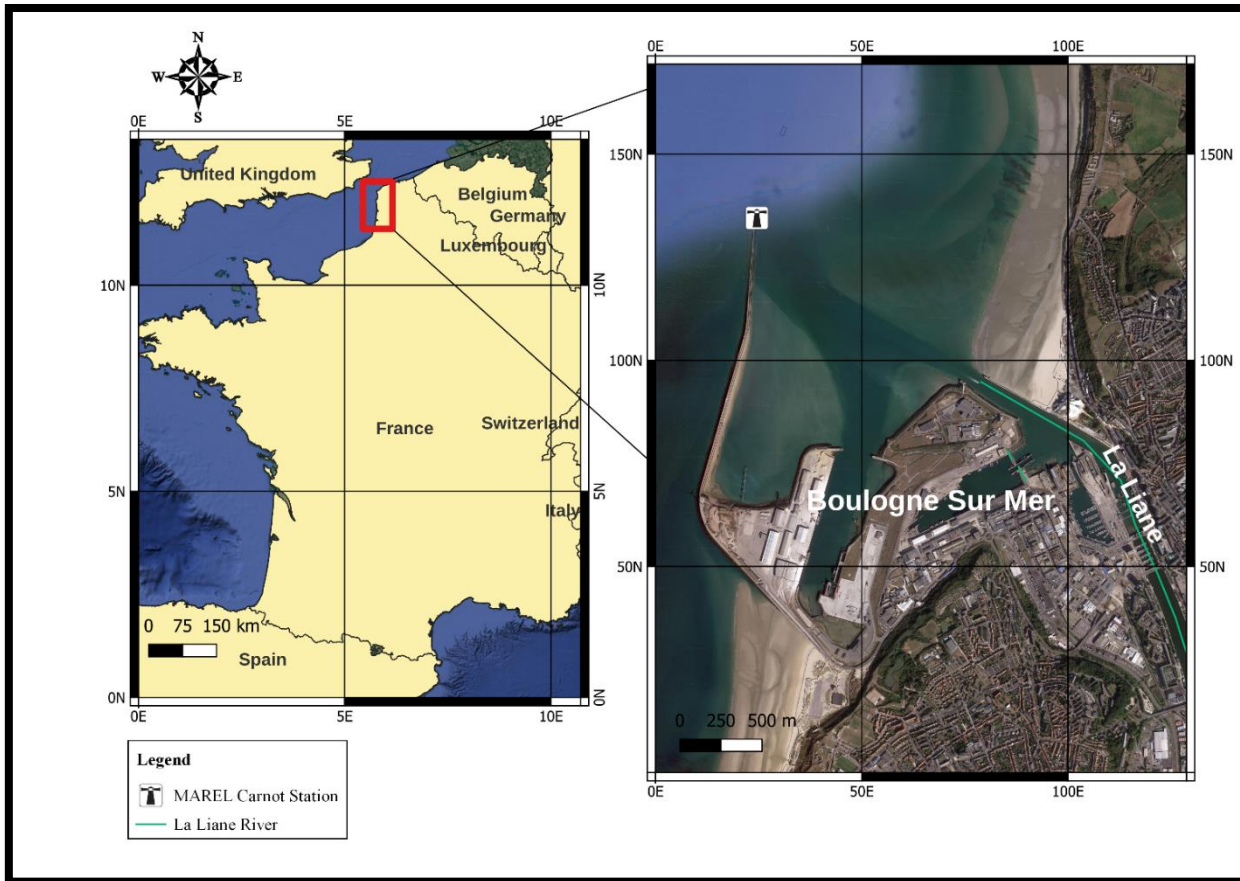 N
W E
S
0E 5E 10E
United Kingdom
Belgium
Germany
Luxembourg
10N 10N
France
Switzerland
5N 5N
Italy
0 75 150 km
Spain
0N 0N
0E 5E 10E
Legend
MAREL Carnot Station
La Liane River
0E 50E 100E
150N 150N
100N 100N
La Liane
Boulogne Sur Mer
50N 50N
0 250 500 m
0E 50E 100E